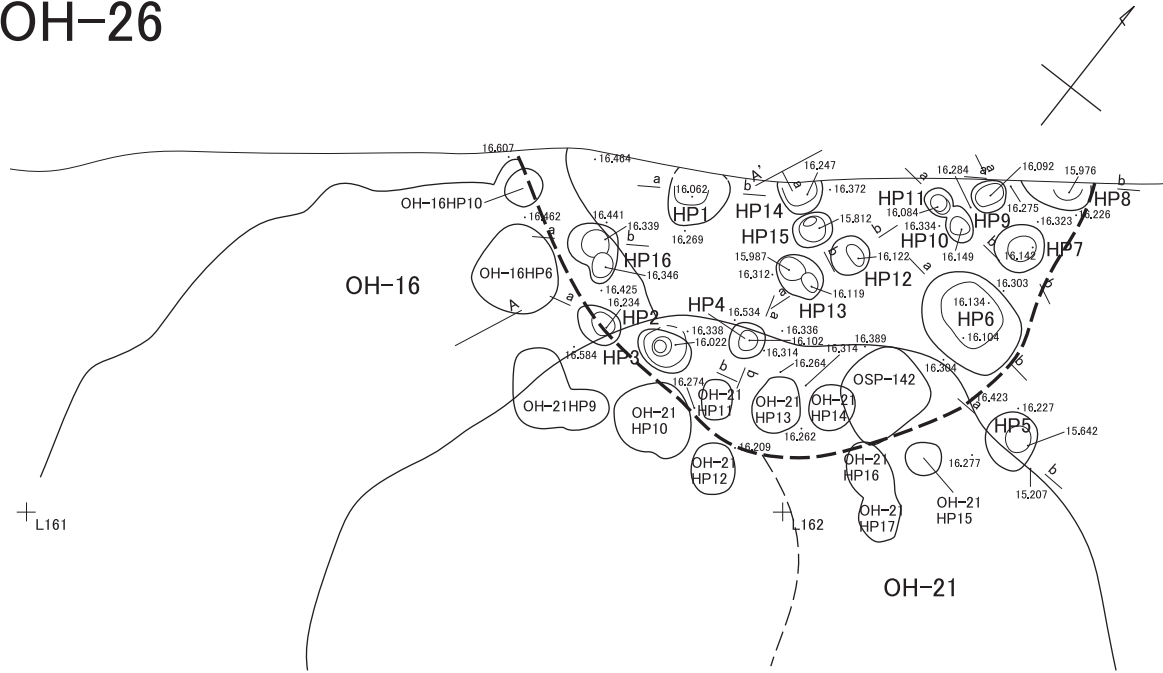 OH-26
16.607
16.464
A'
16.247
16.284
a
16.092
15.976
a
a
b
a
a
a
b
16.062
16.372
HP11
HP8
OH-16HP10
HP1
HP14
16.084
HP9
16.275
16.226
16.462
16.441
15.812
16.334
16.323
a
16.339
HP15
b
HP10
HP7
b
16.269
b
b
16.142
HP16
15.987
16.122
16.149
OH-16HP6
16.346
16.312
HP12
a
OH-16
16.425
16.119
16.303
b
A
a
16.234
a
HP13
16.134
HP2
HP4
16.534
a
HP6
16.338
16.336
16.389
16.104
16.022
16.102
HP3
16.584
16.314
16.314
16.264
16.304
b
b
b
OSP-142
16.274
OH-21
HP11
OH-21
HP13
OH-21
HP14
16.423
a
16.227
OH-21HP9
OH-21
HP10
HP5
15.642
16.262
16.209
OH-21
HP12
OH-21
HP16
16.277
b
15.207
OH-21
HP15
OH-21
HP17
L161
L162
OH-21